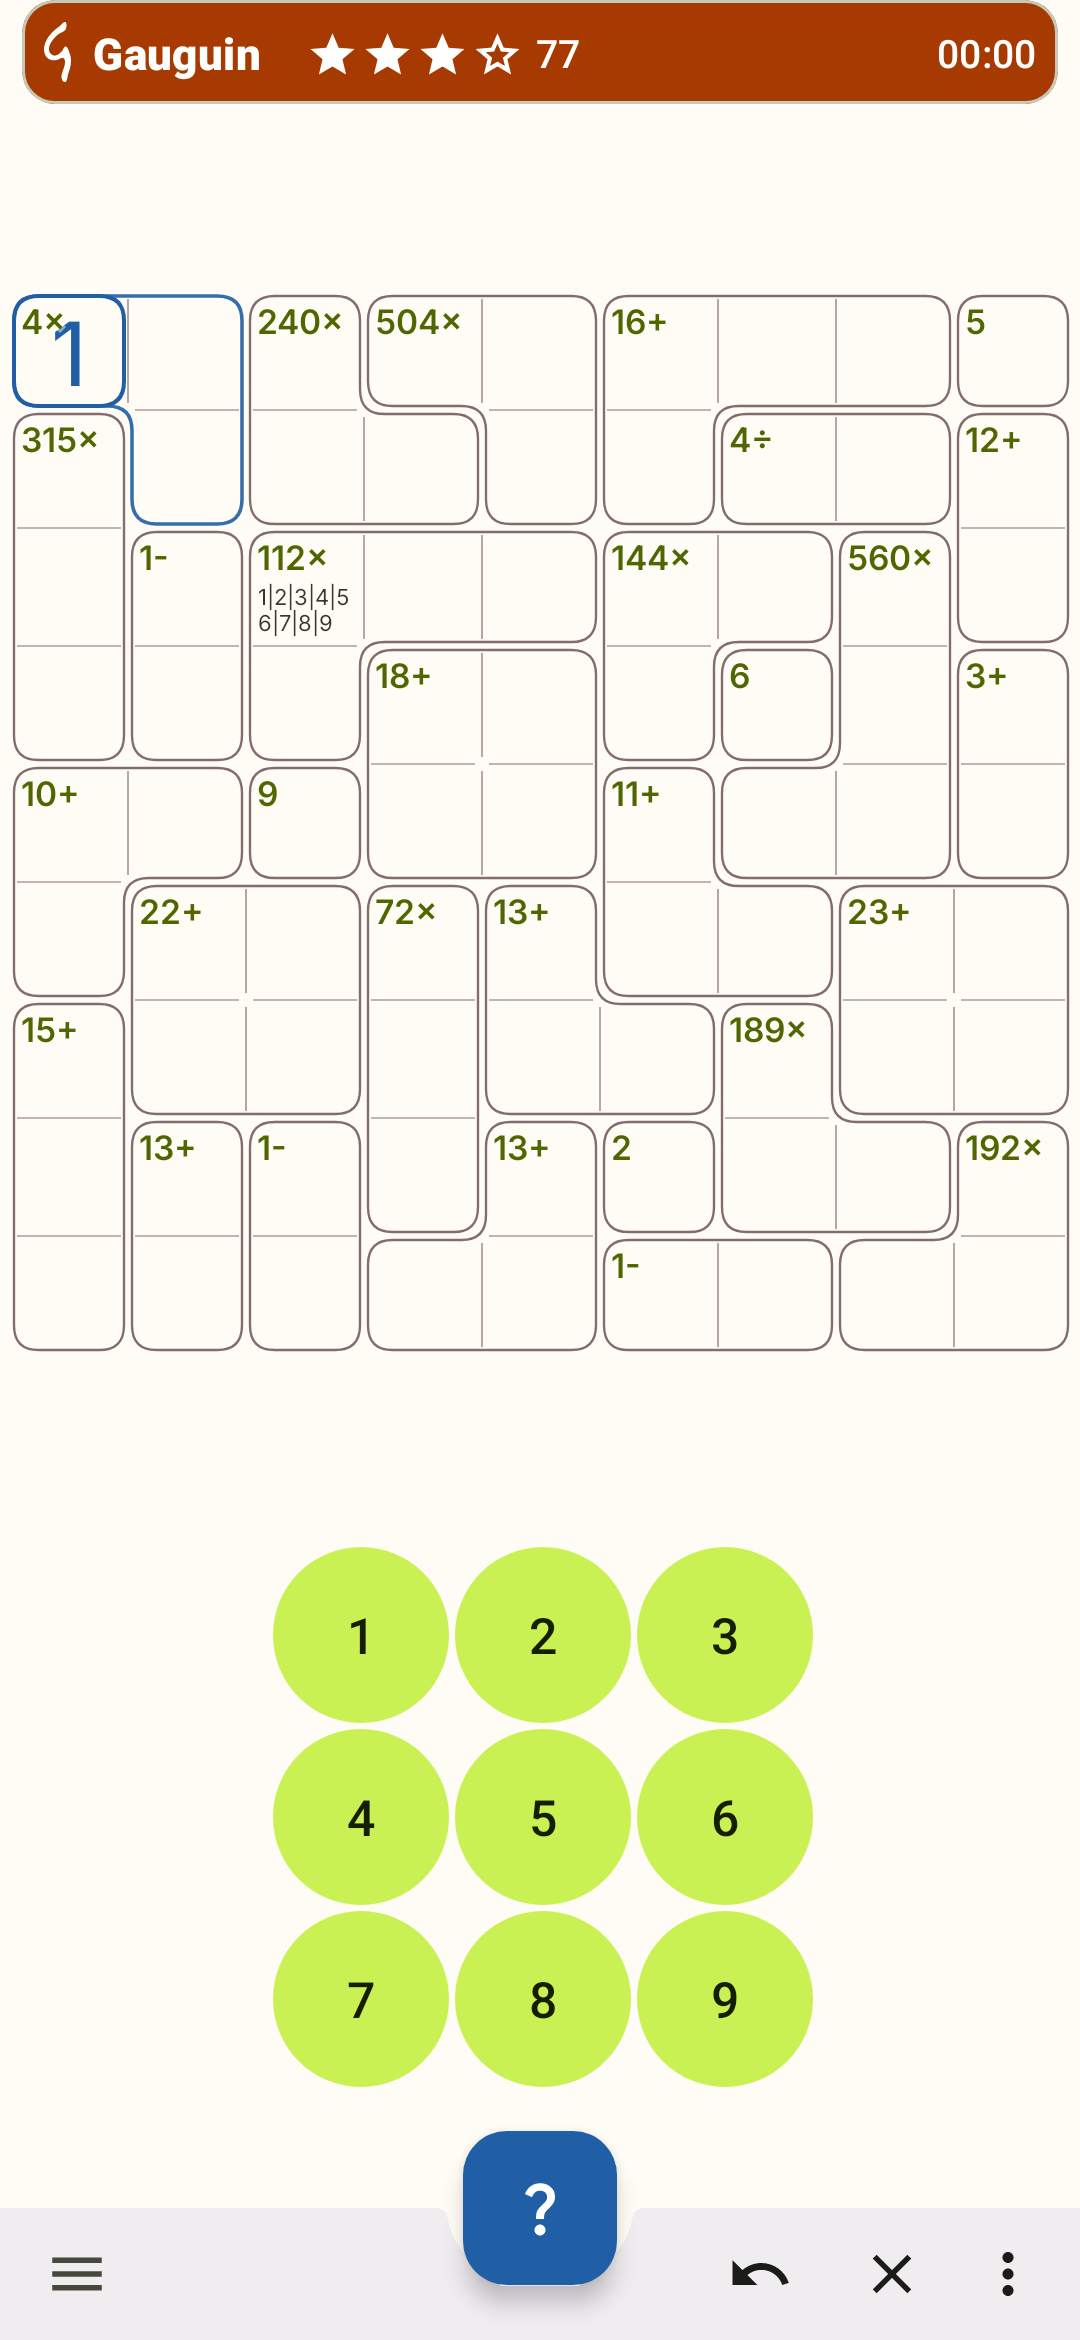 Gauguin ★★★☆ 77 00:00
4× 240× 504× 16+ 5
1
315× 4÷ 12+
1- 112× 144× 560×
1|2|3|4|5
6|7|8|9
18+ 6 3+
10+ 9 11+
22+ 72× 13+ 23+
15+ 189×
13+ 1- 13+ 2 192×
1-
1 2 3
4 5 6
7 8 9
?